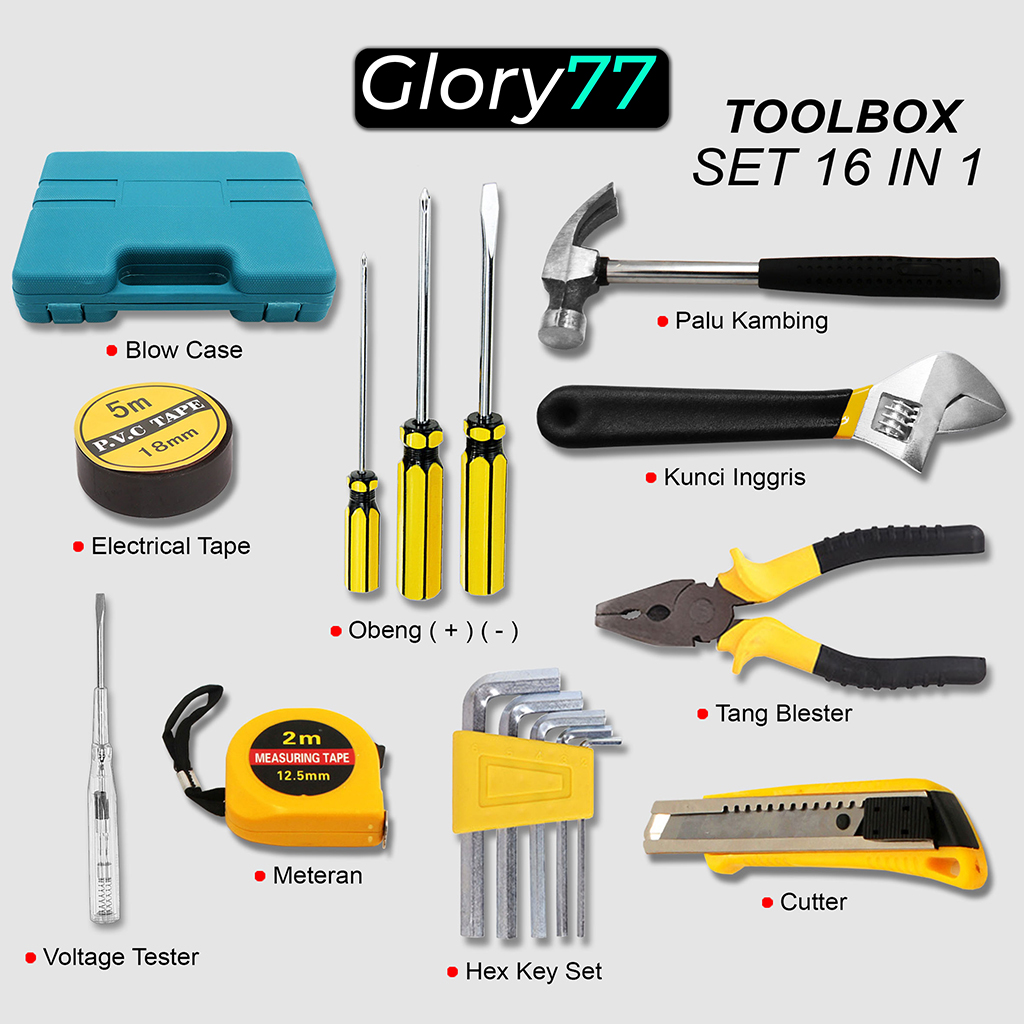 Glory77
TOOLBOX
SET 16 IN 1
Blow Case
Palu Kambing
5m
P.V.C TAPE
18mm
Kunci Inggris
Electrical Tape
Obeng ( + ) ( - )
Tang Blester
2m
MEASURING TAPE
12.5mm
Meteran
Cutter
Voltage Tester
Hex Key Set